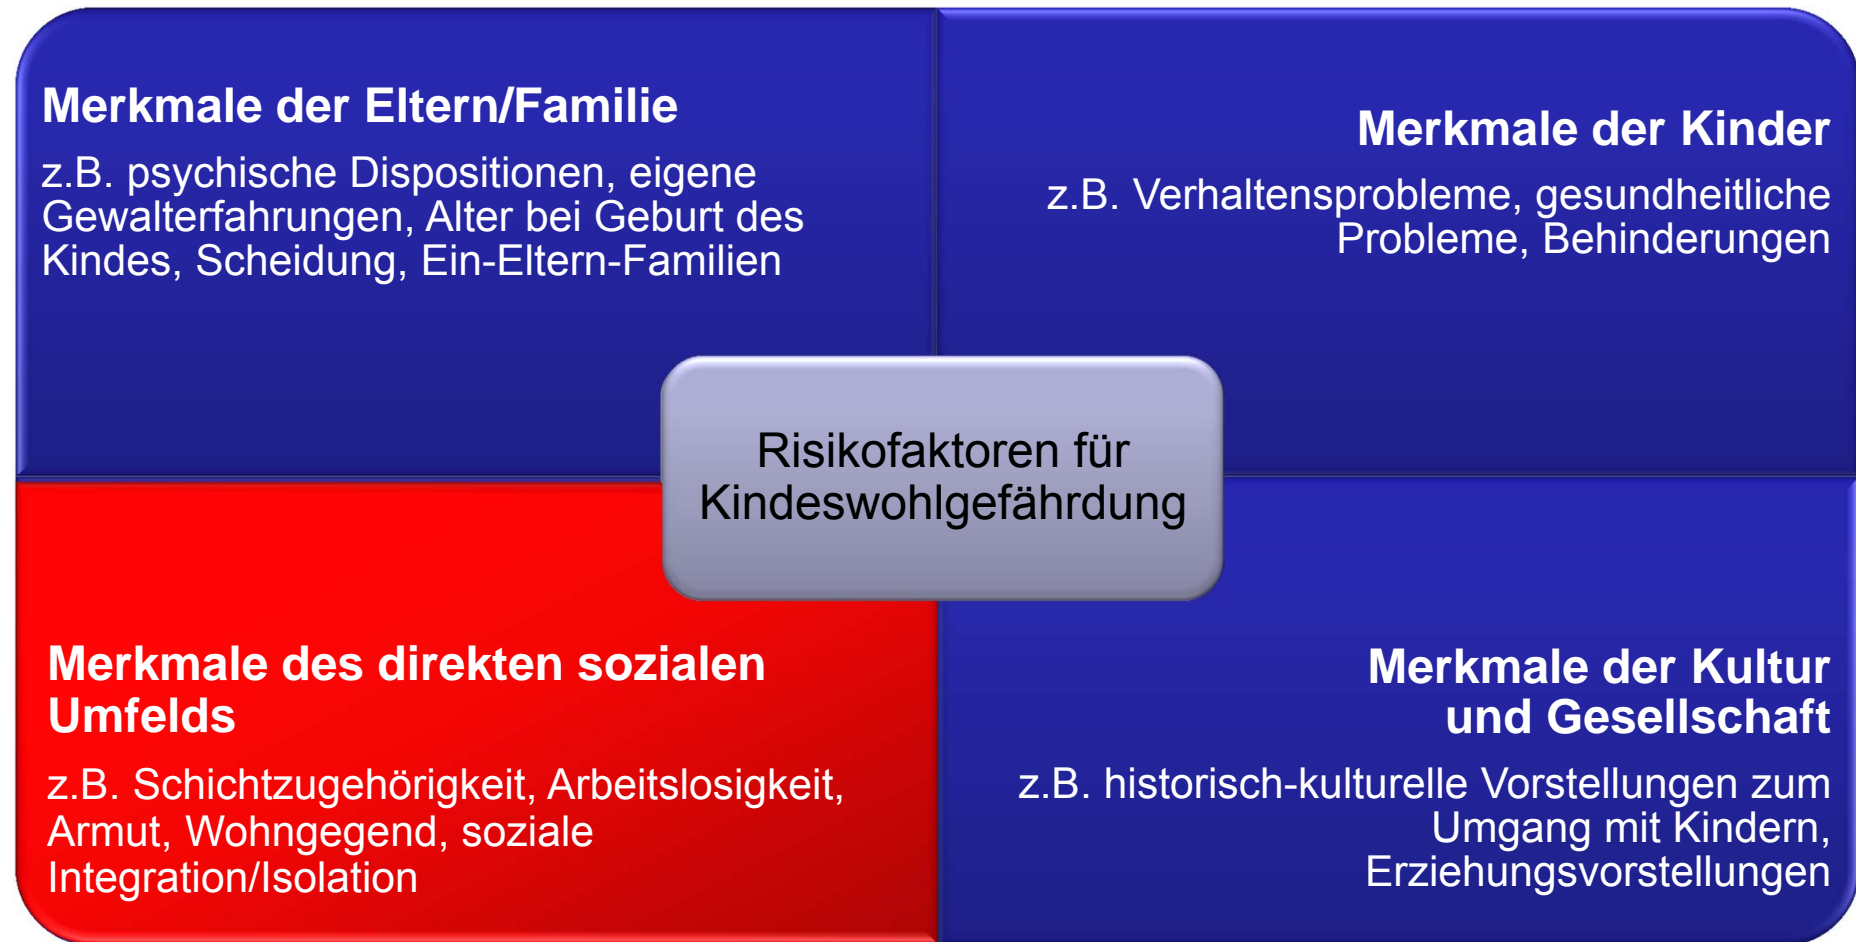 Merkmale der Eltern/Familie
z.B. psychische Dispositionen, eigene
Gewalterfahrungen, Alter bei Geburt des
Kindes, Scheidung, Ein-Eltern-Familien
Merkmale der Kinder
z.B. Verhaltensprobleme, gesundheitliche
Probleme, Behinderungen
Risikofaktoren für
Kindeswohlgefährdung
Merkmale des direkten sozialen
Umfelds
z.B. Schichtzugehörigkeit, Arbeitslosigkeit,
Armut, Wohngegend, soziale
Integration/Isolation
Merkmale der Kultur
und Gesellschaft
z.B. historisch-kulturelle Vorstellungen zum
Umgang mit Kindern,
Erziehungsvorstellungen